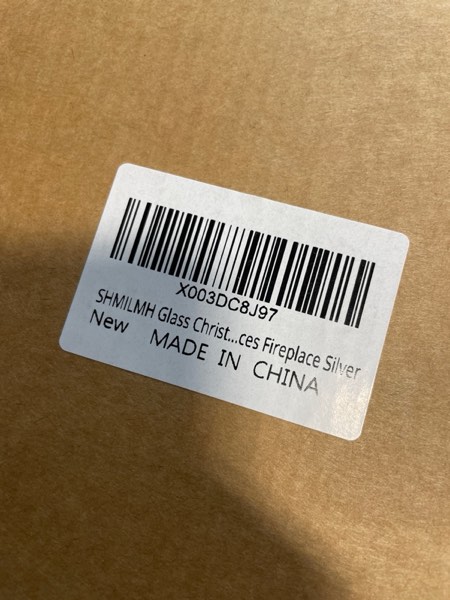 X003DC8J97
SHMILMH Glass Christ...ces Fireplace Silver
New
MADE IN CHINA